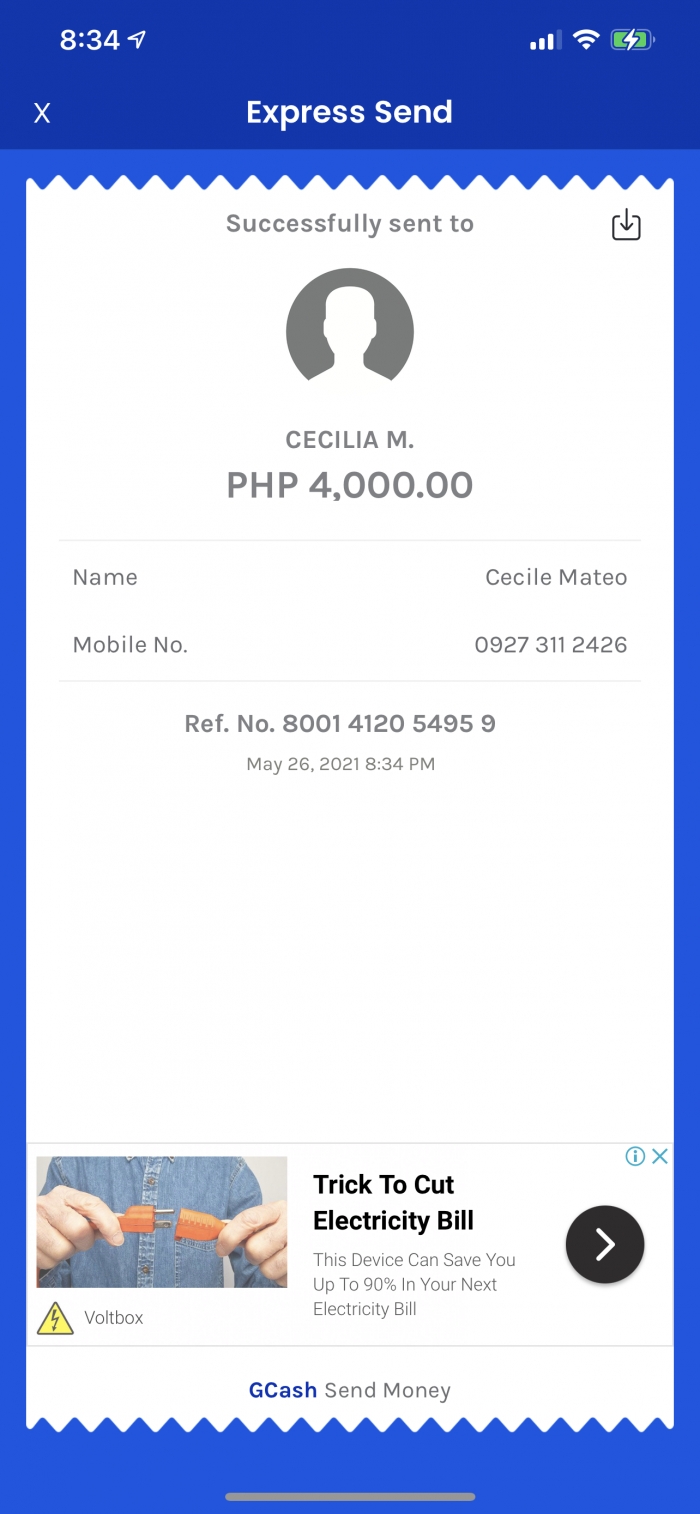 8:34
X
Express Send
Successfully sent to
CECILIA M.
PHP 4,000.00
Name Cecile Mateo
Mobile No. 0927 311 2426
Ref. No. 8001 4120 5495 9
May 26, 2021 8:34 PM
Trick To Cut
Electricity Bill
This Device Can Save You
Up To 90% In Your Next
Electricity Bill
Voltbox
GCash Send Money